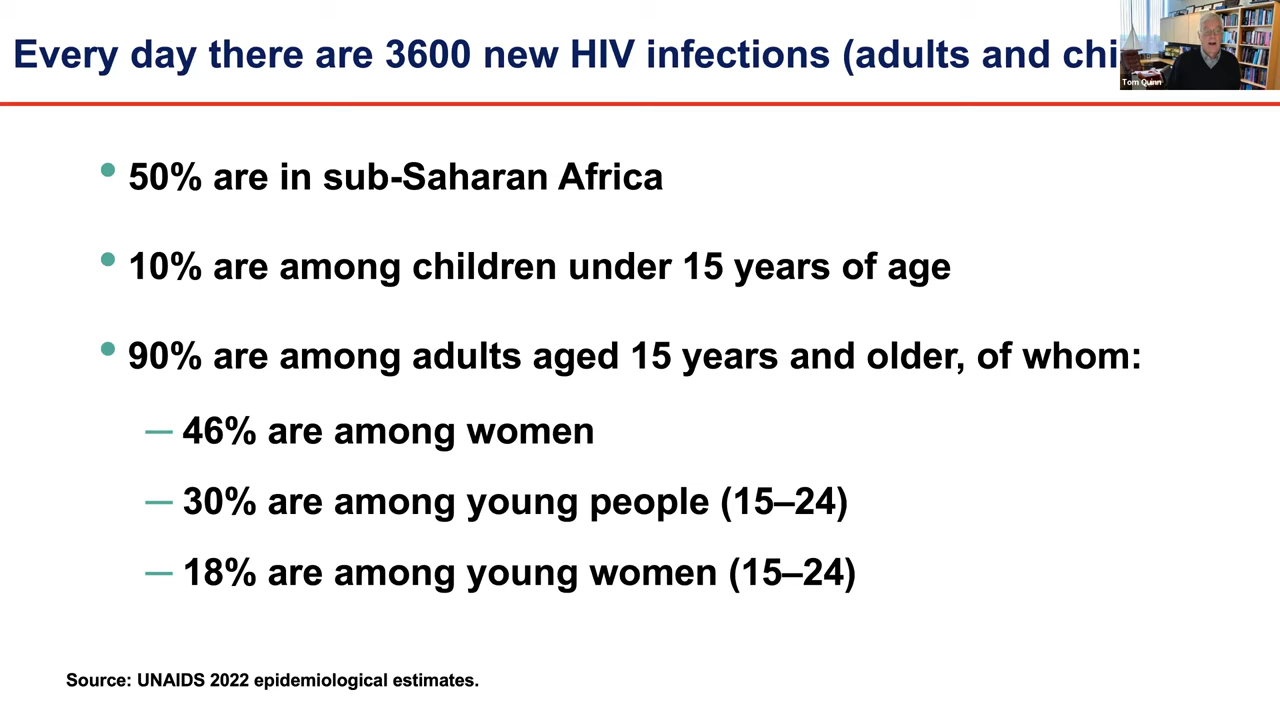 Every day there are 3600 new HIV infections (adults and chi
Tom Quinn
• 50% are in sub-Saharan Africa
• 10% are among children under 15 years of age
• 90% are among adults aged 15 years and older, of whom:
— 46% are among women
— 30% are among young people (15–24)
— 18% are among young women (15–24)
Source: UNAIDS 2022 epidemiological estimates.